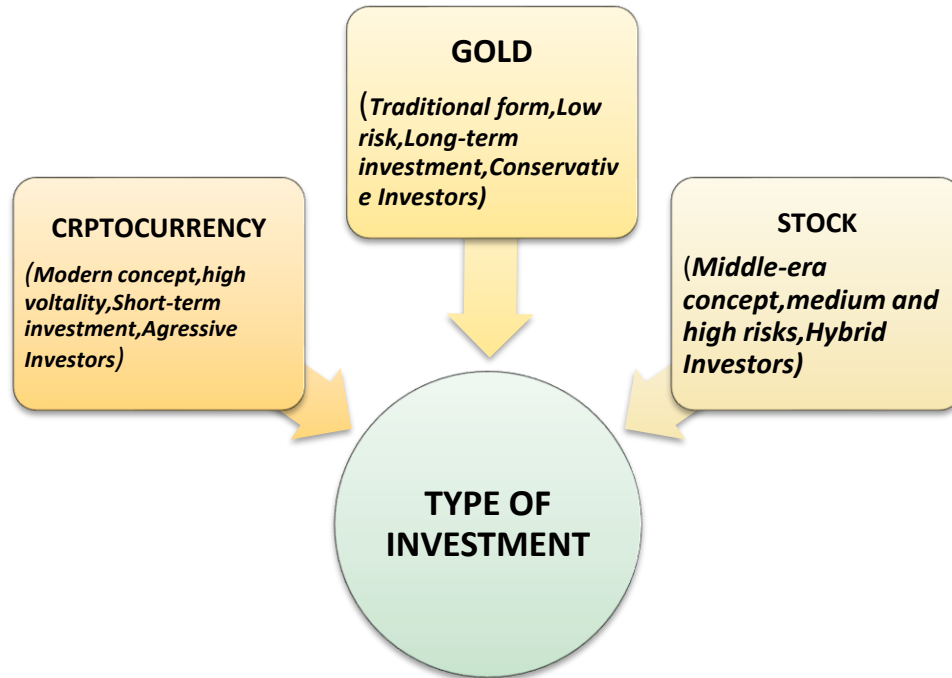 GOLD
(Traditional form,Low
risk,Long-term
investment,Conservativ
e Investors)
CRPTOCURRENCY
(Modern concept,high
voltality,Short-term
investment,Agressive
Investors)
STOCK
(Middle-era
concept,medium and
high risks,Hybrid
Investors)
TYPE OF
INVESTMENT